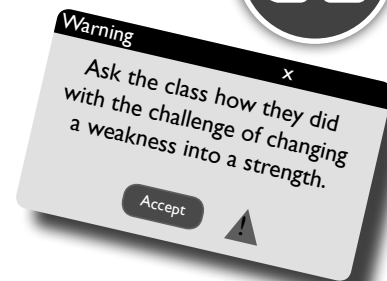 Warning
x
Ask the class how they did
with the challenge of changing
a weakness into a strength.
Accept
!